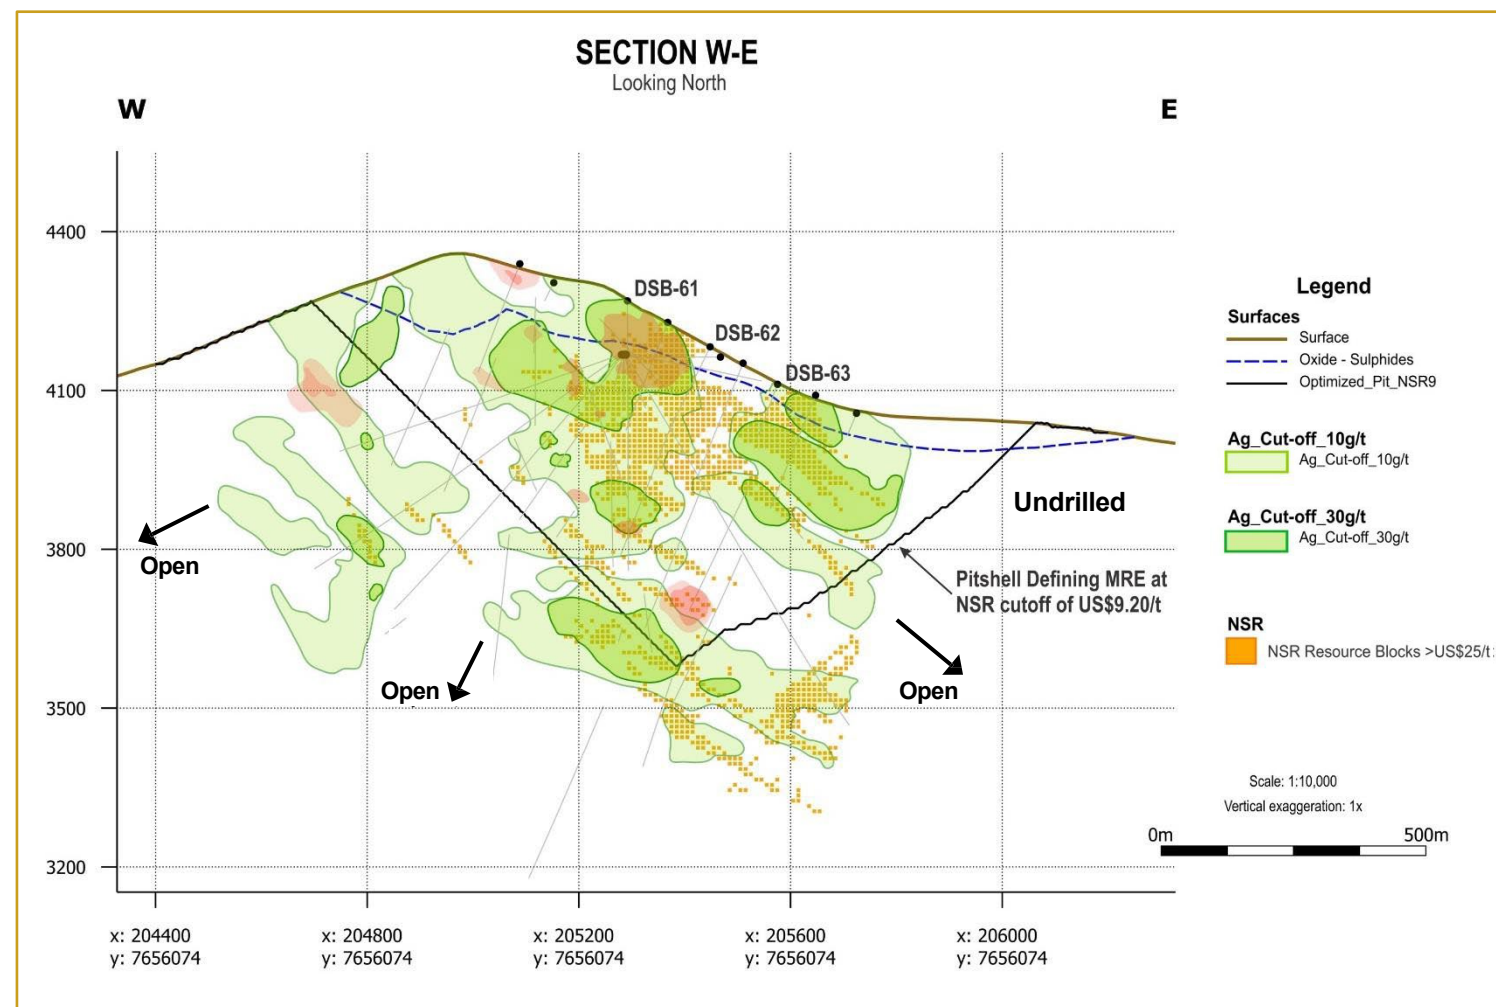 SECTION W-E
Looking North
W
E
4400
4100
3800
3500
3200
DSB-61
DSB-62
DSB-63
Undrilled
Open
Open
Open
Pitshell Defining MRE at
NSR cutoff of US$9.20/t
Legend
Surfaces
Surface
Oxide - Sulphides
Optimized_Pit_NSR9
Ag_Cut-off_10g/t
Ag_Cut-off_10g/t
Ag_Cut-off_30g/t
Ag_Cut-off_30g/t
NSR
NSR Resource Blocks >US$25/t:
Scale: 1:10,000
Vertical exaggeration: 1x
0m 500m
x: 204400 x: 204800 x: 205200 x: 205600 x: 206000
y: 7656074 y: 7656074 y: 7656074 y: 7656074 y: 7656074